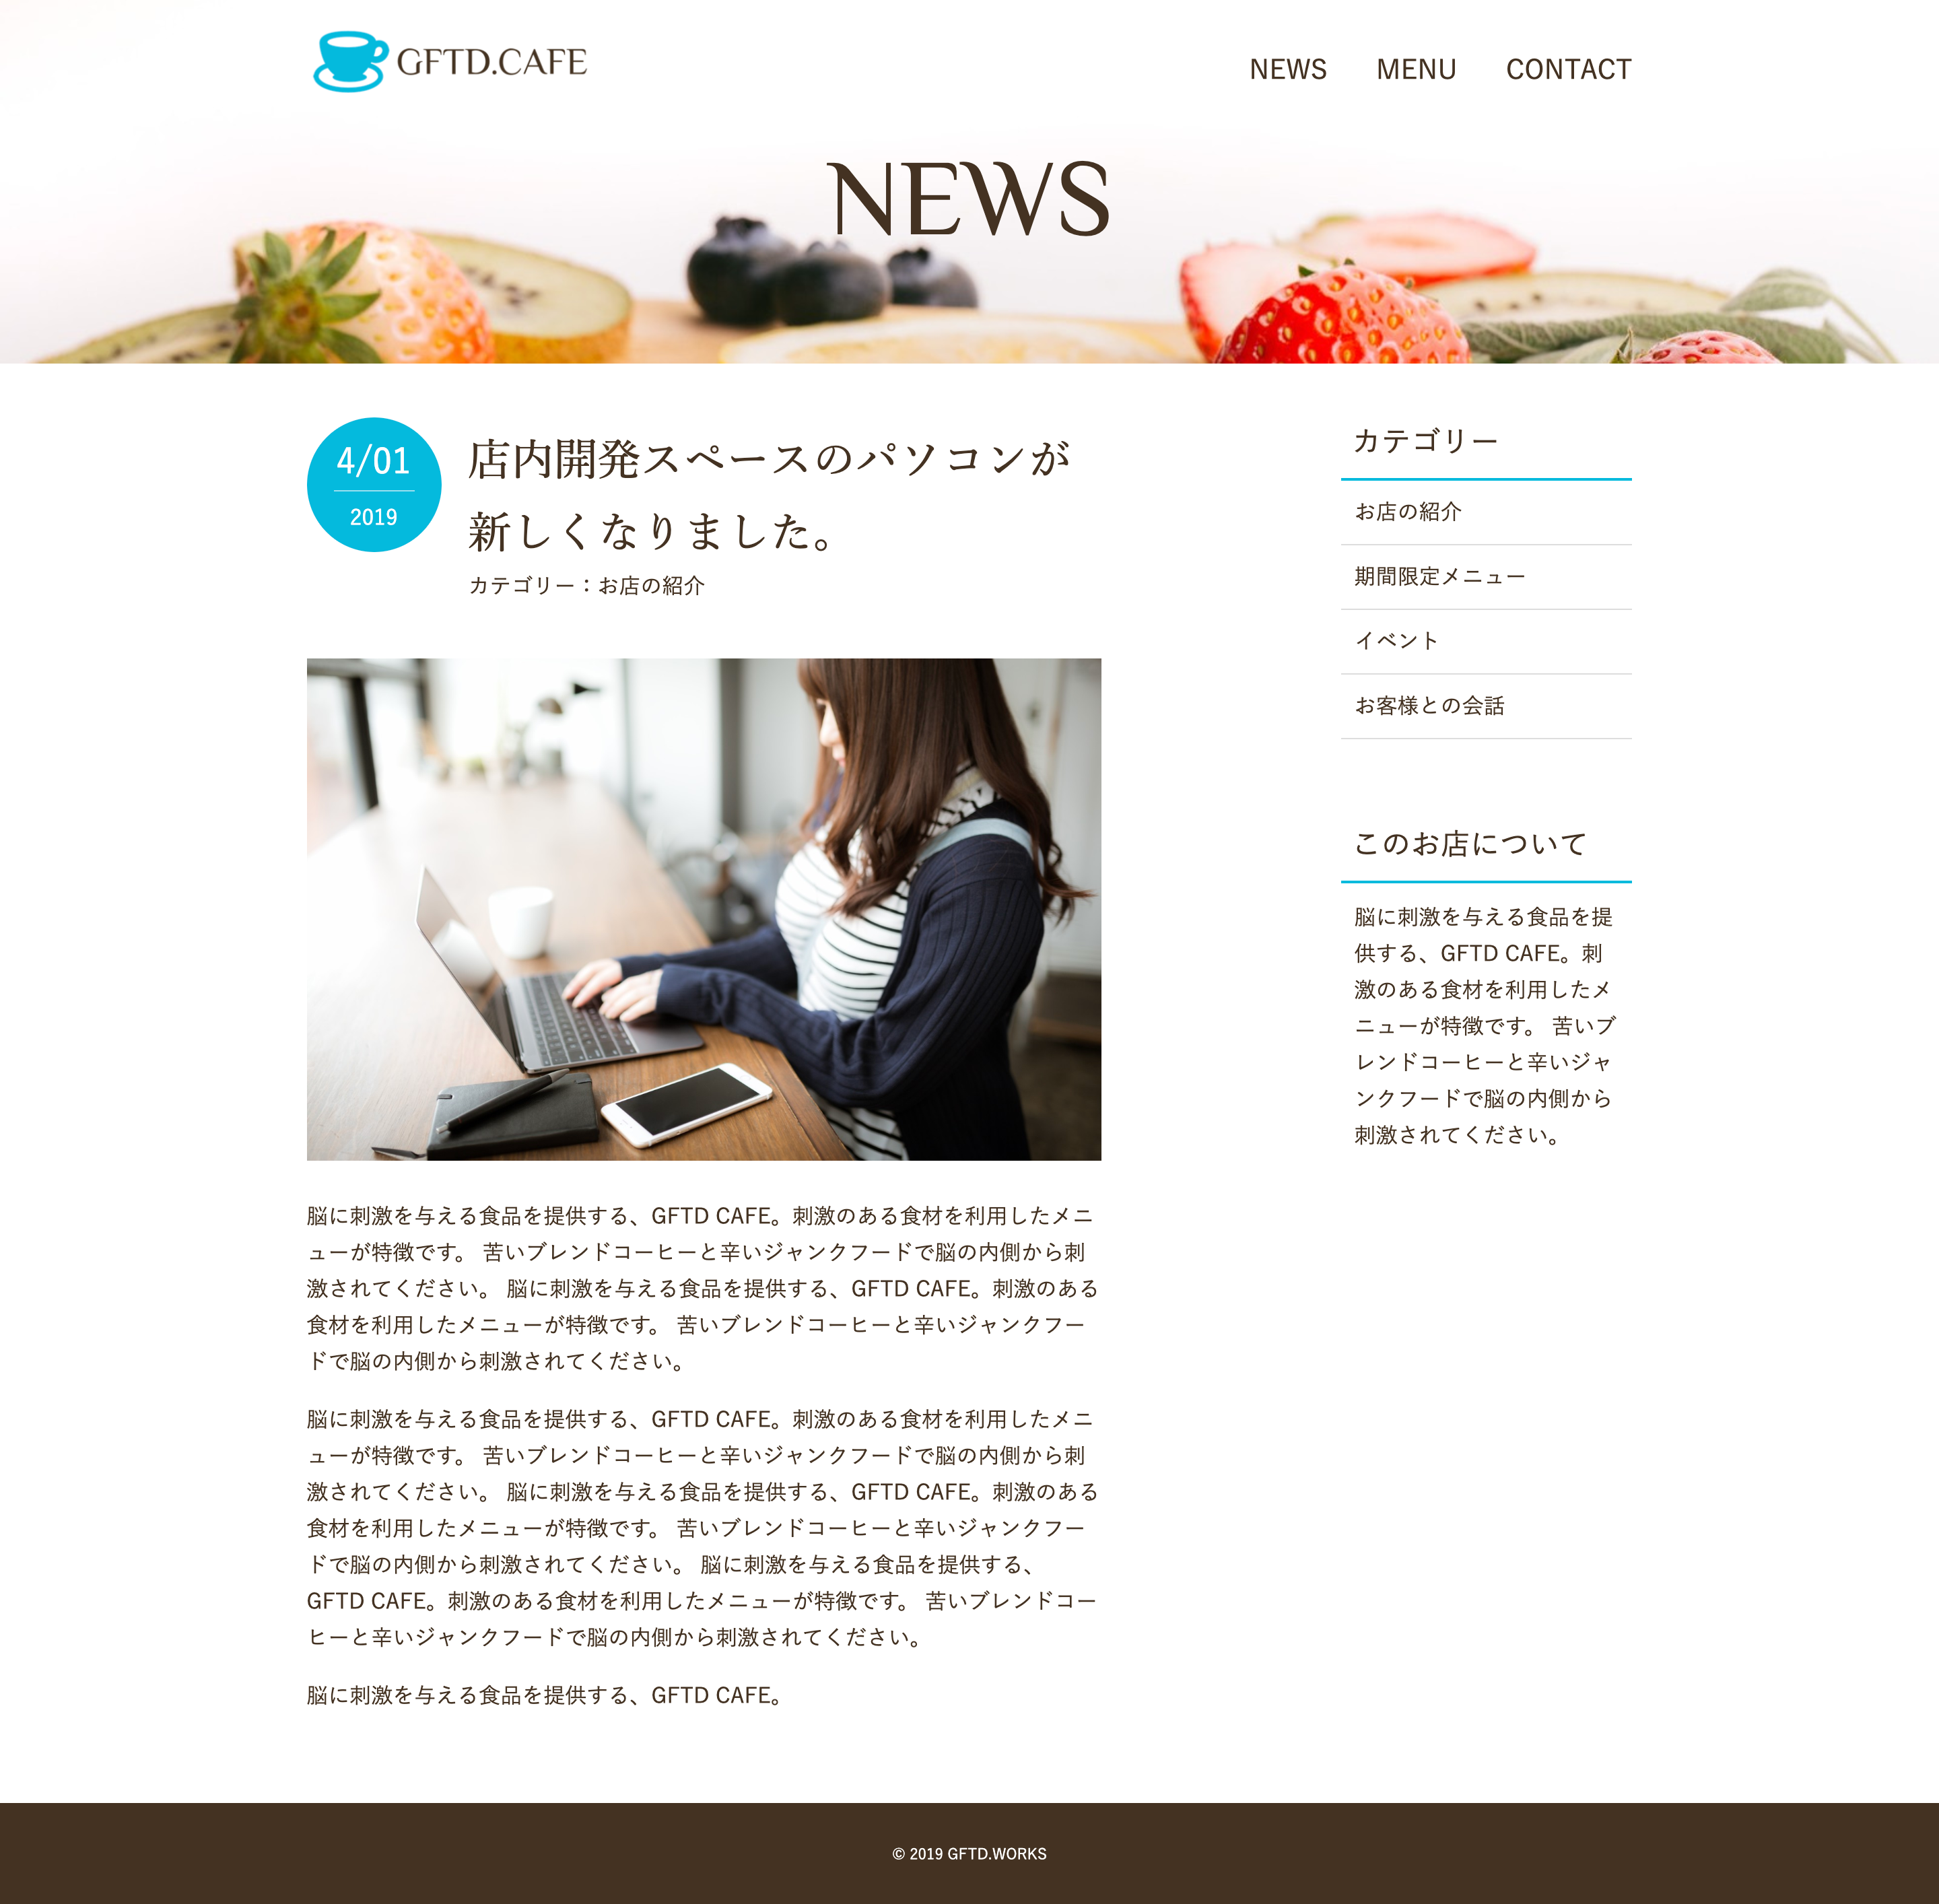 GFTD.CAFE
NEWS MENU CONTACT
NEWS
4/01
2019
店内開発スペースのパソコンが
新しくなりました。
カテゴリー：お店の紹介
脳に刺激を与える食品を提供する、GFTD CAFE。刺激のある食材を利用したメニ
ューが特徴です。 苦いブレンドコーヒーと辛いジャンクフードで脳の内側から刺
激されてください。 脳に刺激を与える食品を提供する、GFTD CAFE。刺激のある
食材を利用したメニューが特徴です。 苦いブレンドコーヒーと辛いジャンクフー
ドで脳の内側から刺激されてください。
脳に刺激を与える食品を提供する、GFTD CAFE。刺激のある食材を利用したメニ
ューが特徴です。 苦いブレンドコーヒーと辛いジャンクフードで脳の内側から刺
激されてください。 脳に刺激を与える食品を提供する、GFTD CAFE。刺激のある
食材を利用したメニューが特徴です。 苦いブレンドコーヒーと辛いジャンクフー
ドで脳の内側から刺激されてください。 脳に刺激を与える食品を提供する、
GFTD CAFE。刺激のある食材を利用したメニューが特徴です。 苦いブレンドコー
ヒーと辛いジャンクフードで脳の内側から刺激されてください。
脳に刺激を与える食品を提供する、GFTD CAFE。
カテゴリー
お店の紹介
期間限定メニュー
イベント
お客様との会話
このお店について
脳に刺激を与える食品を提
供する、GFTD CAFE。刺
激のある食材を利用したメ
ニューが特徴です。 苦いブ
レンドコーヒーと辛いジャ
ンクフードで脳の内側から
刺激されてください。
© 2019 GFTD.WORKS